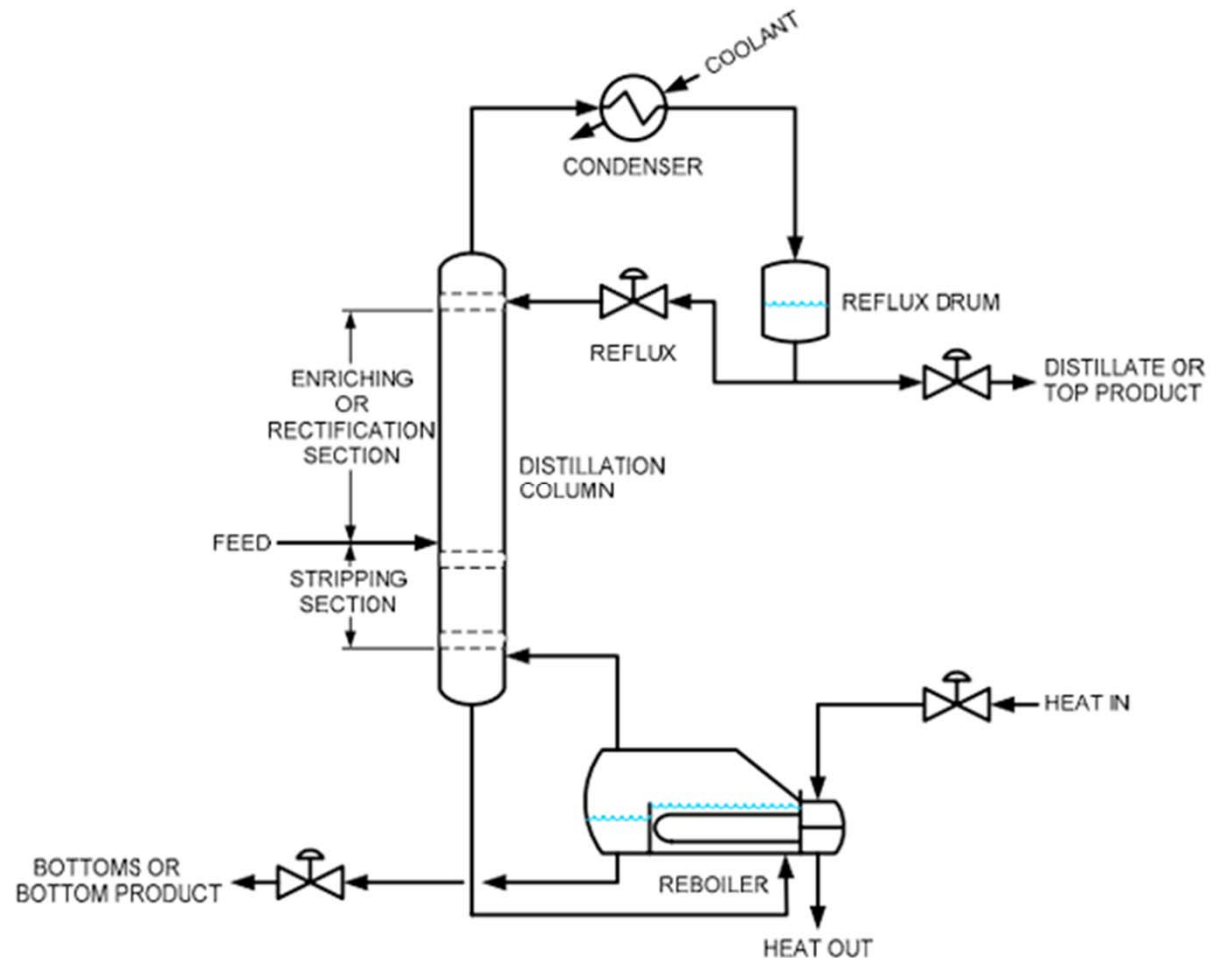 COOLANT
CONDENSER
REFLUX DRUM
REFLUX
DISTILLATE OR
TOP PRODUCT
ENRICHING
OR
RECTIFICATION
SECTION
DISTILLATION
COLUMN
FEED
STRIPPING
SECTION
HEAT IN
BOTTOMS OR
BOTTOM PRODUCT
REBOILER
HEAT OUT